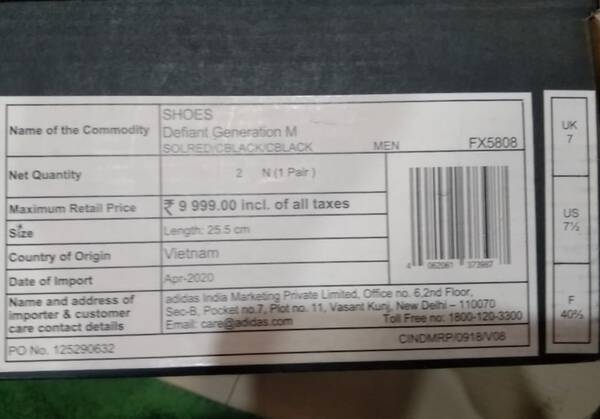 Name of the Commodity
SHOES
Defiant Generation M
SOLRED/CBLACK/CBLACK MEN FX5808
Net Quantity 2 N (1 Pair)
Maximum Retail Price ₹ 9 999.00 incl. of all taxes
Size Length: 25.5 cm
Country of Origin Vietnam
Date of Import Apr-2020
Name and address of
importer & customer
care contact details
adidas India Marketing Private Limited, Office no. 6,2nd Floor,
Sec-B, Pocket no.7, Plot no. 11, Vasant Kunj, New Delhi – 110070
Email: care@adidas.com Toll Free no: 1800-120-3300
PO No. 125290632 CINDMRP/0918/V06
4 062061 373987
UK
7
US
7½
F
40⅔